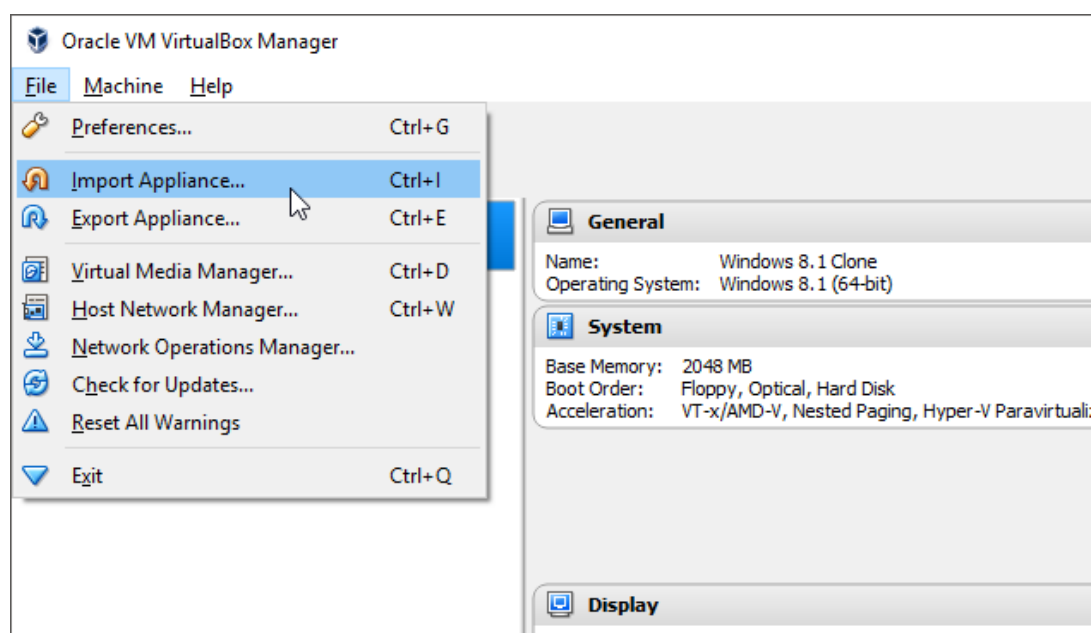 Oracle VM VirtualBox Manager
File Machine Help
Preferences... Ctrl+G
Import Appliance... Ctrl+I
Export Appliance... Ctrl+E
Virtual Media Manager... Ctrl+D
Host Network Manager... Ctrl+W
Network Operations Manager...
Check for Updates...
Reset All Warnings
Exit Ctrl+Q
General
Name: Windows 8.1 Clone
Operating System: Windows 8.1 (64-bit)
System
Base Memory: 2048 MB
Boot Order: Floppy, Optical, Hard Disk
Acceleration: VT-x/AMD-V, Nested Paging, Hyper-V
Display